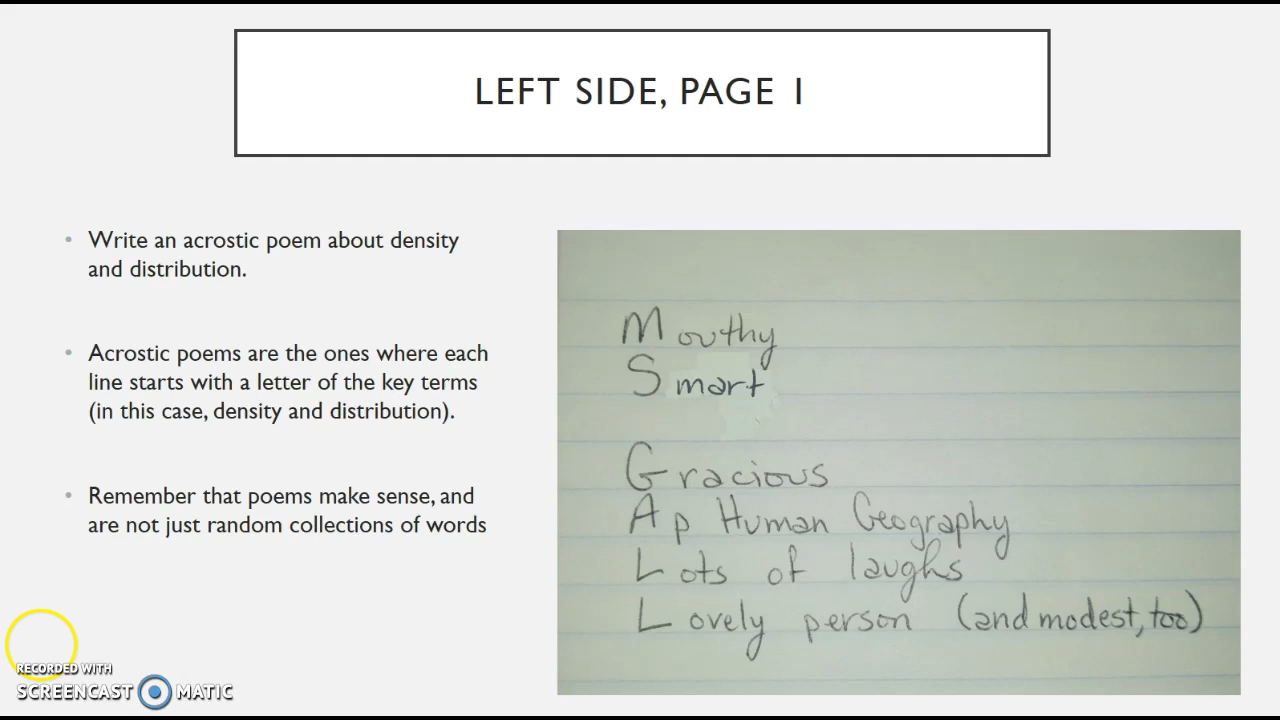 LEFT SIDE, PAGE 1
Write an acrostic poem about density
and distribution.
Acrostic poems are the ones where each
line starts with a letter of the key terms
(in this case, density and distribution).
Remember that poems make sense, and
are not just random collections of words
Mouthy
Smart
Gracious
Ap Human Geography
Lots of laughs
Lovely person (and modest, too)
RECORDED WITH
SCREENCAST MATIC